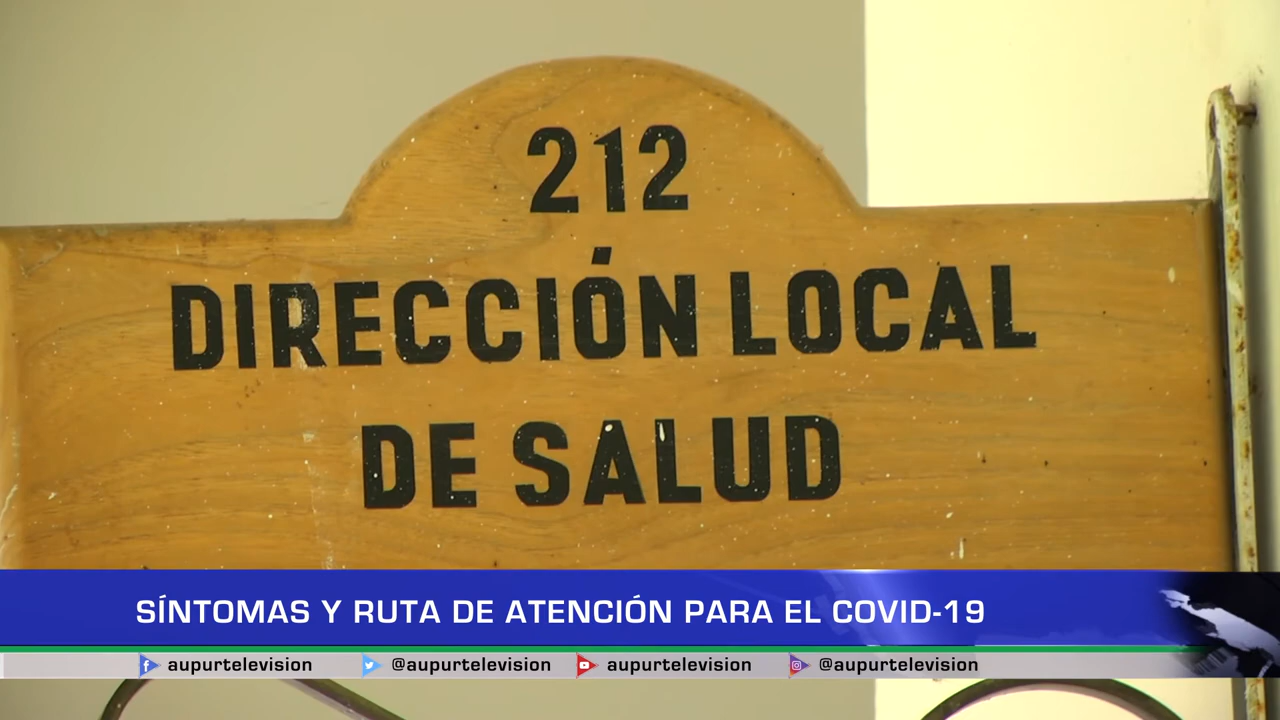 212
DIRECCIÓN LOCAL
DE SALUD
SÍNTOMAS Y RUTA DE ATENCIÓN PARA EL COVID-19
aupurtelevision @aupurtelevision aupurtelevision @aupurtelevision